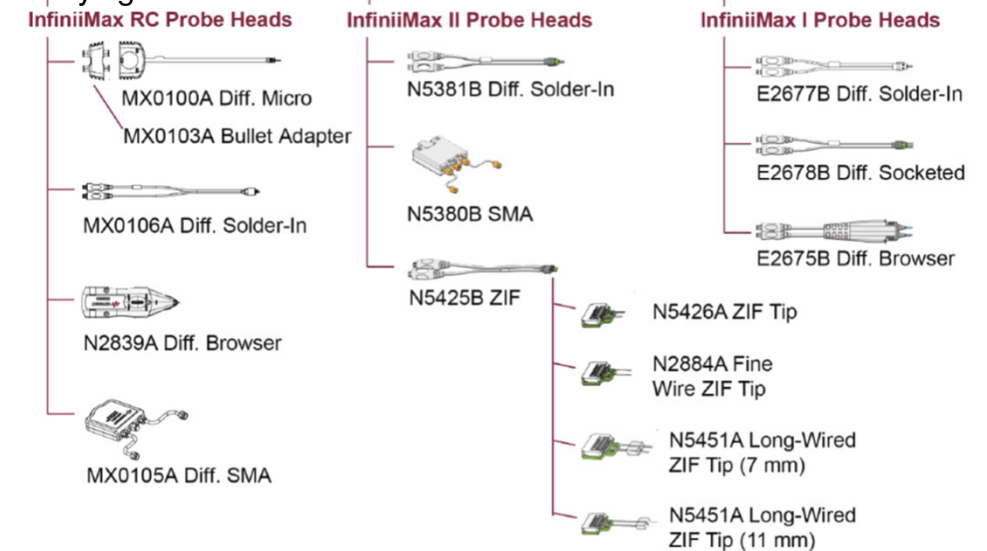 InfiniiMax RC Probe Heads
MX0100A Diff. Micro
MX0103A Bullet Adapter
MX0106A Diff. Solder-In
N2839A Diff. Browser
MX0105A Diff. SMA
InfiniiMax II Probe Heads
N5381B Diff. Solder-In
N5380B SMA
N5425B ZIF
N5426A ZIF Tip
N2884A Fine
Wire ZIF Tip
N5451A Long-Wired
ZIF Tip (7 mm)
N5451A Long-Wired
ZIF Tip (11 mm)
InfiniiMax I Probe Heads
E2677B Diff. Solder-In
E2678B Diff. Socketed
E2675B Diff. Browser